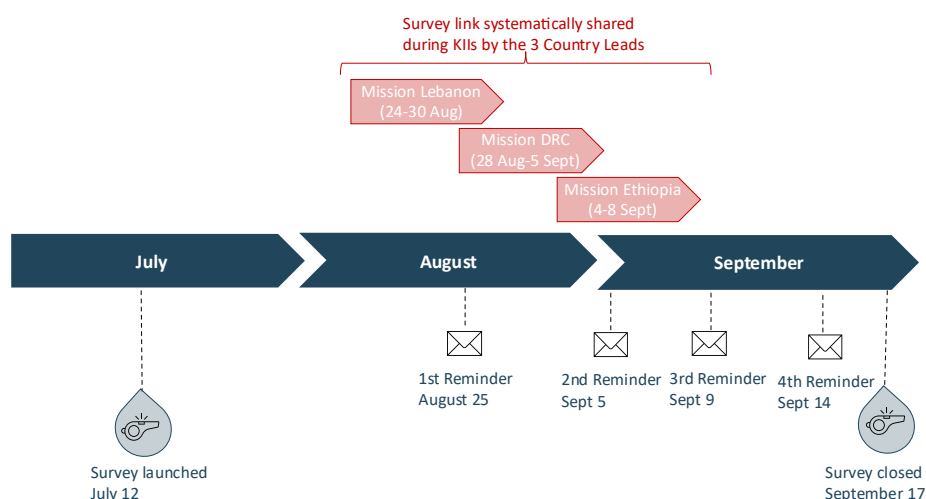 Survey link systematically shared
during KIIs by the 3 Country Leads
Mission Lebanon
(24-30 Aug)
Mission DRC
(28 Aug-5 Sept)
Mission Ethiopia
(4-8 Sept)
July
August
September
1st Reminder
August 25
2nd Reminder
Sept 5
3rd Reminder
Sept 9
4th Reminder
Sept 14
Survey launched
July 12
Survey closed
September 17